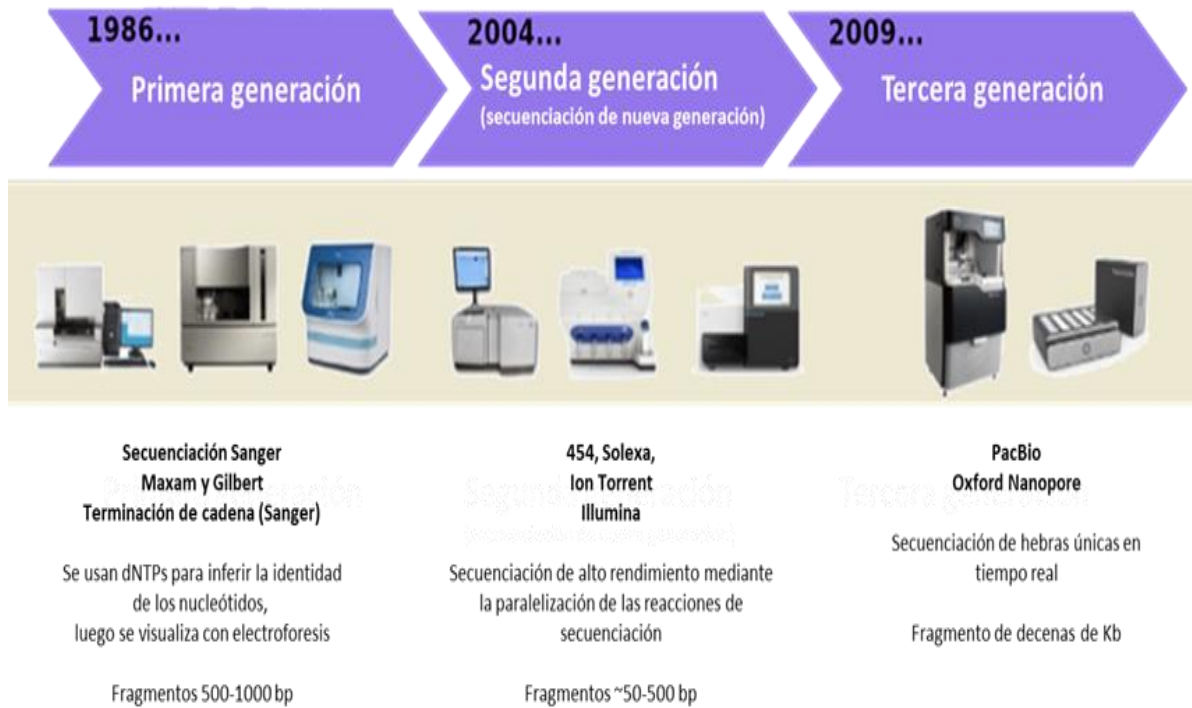 1986...
Primera generación
2004...
Segunda generación
(secuenciación de nueva generación)
2009...
Tercera generación
Secuenciación Sanger
Maxam y Gilbert
Terminación de cadena (Sanger)
Se usan dNTPs para inferir la identidad
de los nucleótidos,
luego se visualiza con electroforesis
Fragmentos 500-1000 bp
454, Solexa,
Ion Torrent
Illumina
Secuenciación de alto rendimiento mediante
la paralelización de las reacciones de
secuenciación
Fragmentos ~50-500 bp
PacBio
Oxford Nanopore
Secuenciación de hebras únicas en
tiempo real
Fragmento de decenas de Kb